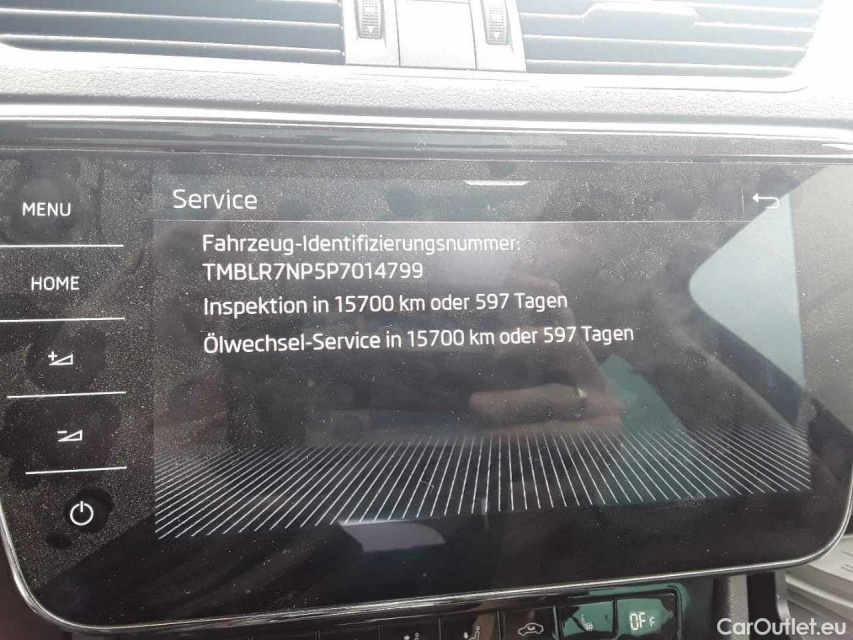 MENU
HOME
Service
Fahrzeug-Identifizierungsnummer:
TMBLR7NP5P7014799
Inspektion in 15700 km oder 597 Tagen
Ölwechsel-Service in 15700 km oder 597 Tagen
OFF
CarOutlet.eu